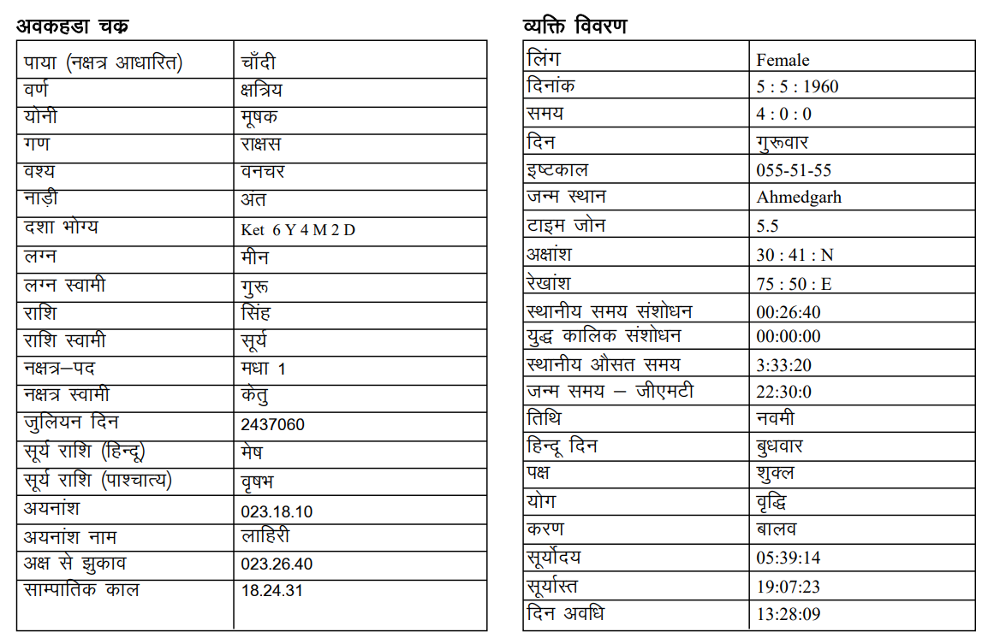 अवकहडा चक्र
पाया (नक्षत्र आधारित) चाँदी
वर्ण क्षत्रिय
योनी मूषक
गण राक्षस
वश्य वनचर
नाड़ी अंत
दशा भोग्य Ket 6 Y 4 M 2 D
लग्न मीन
लग्न स्वामी गुरू
राशि सिंह
राशि स्वामी सूर्य
नक्षत्र–पद मधा 1
नक्षत्र स्वामी केतु
जुलियन दिन 2437060
सूर्य राशि (हिन्दू) मेष
सूर्य राशि (पाश्चात्य) वृषभ
अयनांश 023.18.10
अयनांश नाम लाहिरी
अक्ष से झुकाव 023.26.40
साम्पातिक काल 18.24.31
व्यक्ति विवरण
लिंग Female
दिनांक 5 : 5 : 1960
समय 4 : 0 : 0
दिन गुरूवार
इष्टकाल 055-51-55
जन्म स्थान Ahmedgarh
टाइम जोन 5.5
अक्षांश 30 : 41 : N
रेखांश 75 : 50 : E
स्थानीय समय संशोधन 00:26:40
युद्ध कालिक संशोधन 00:00:00
स्थानीय औसत समय 3:33:20
जन्म समय – जीएमटी 22:30:0
तिथि नवमी
हिन्दू दिन बुधवार
पक्ष शुक्ल
योग वृद्धि
करण बालव
सूर्योदय 05:39:14
सूर्यास्त 19:07:23
दिन अवधि 13:28:09